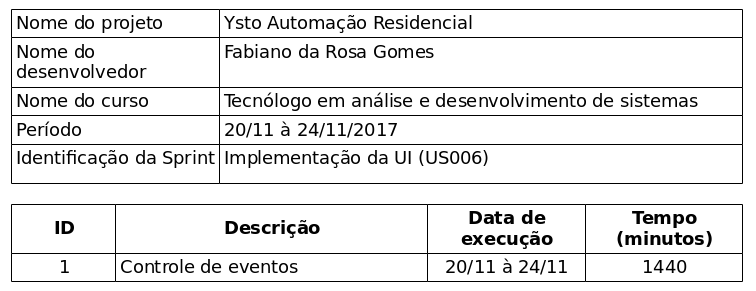 Nome do projeto Ysto Automação Residencial
Nome do Fabiano da Rosa Gomes
desenvolvedor
Nome do curso Tecnólogo em análise e desenvolvimento de sistemas
Período 20/11 à 24/11/2017
Identificação da Sprint Implementação da UI (US006)
ID Descrição Data de execução Tempo (minutos)
1 Controle de eventos 20/11 à 24/11 1440